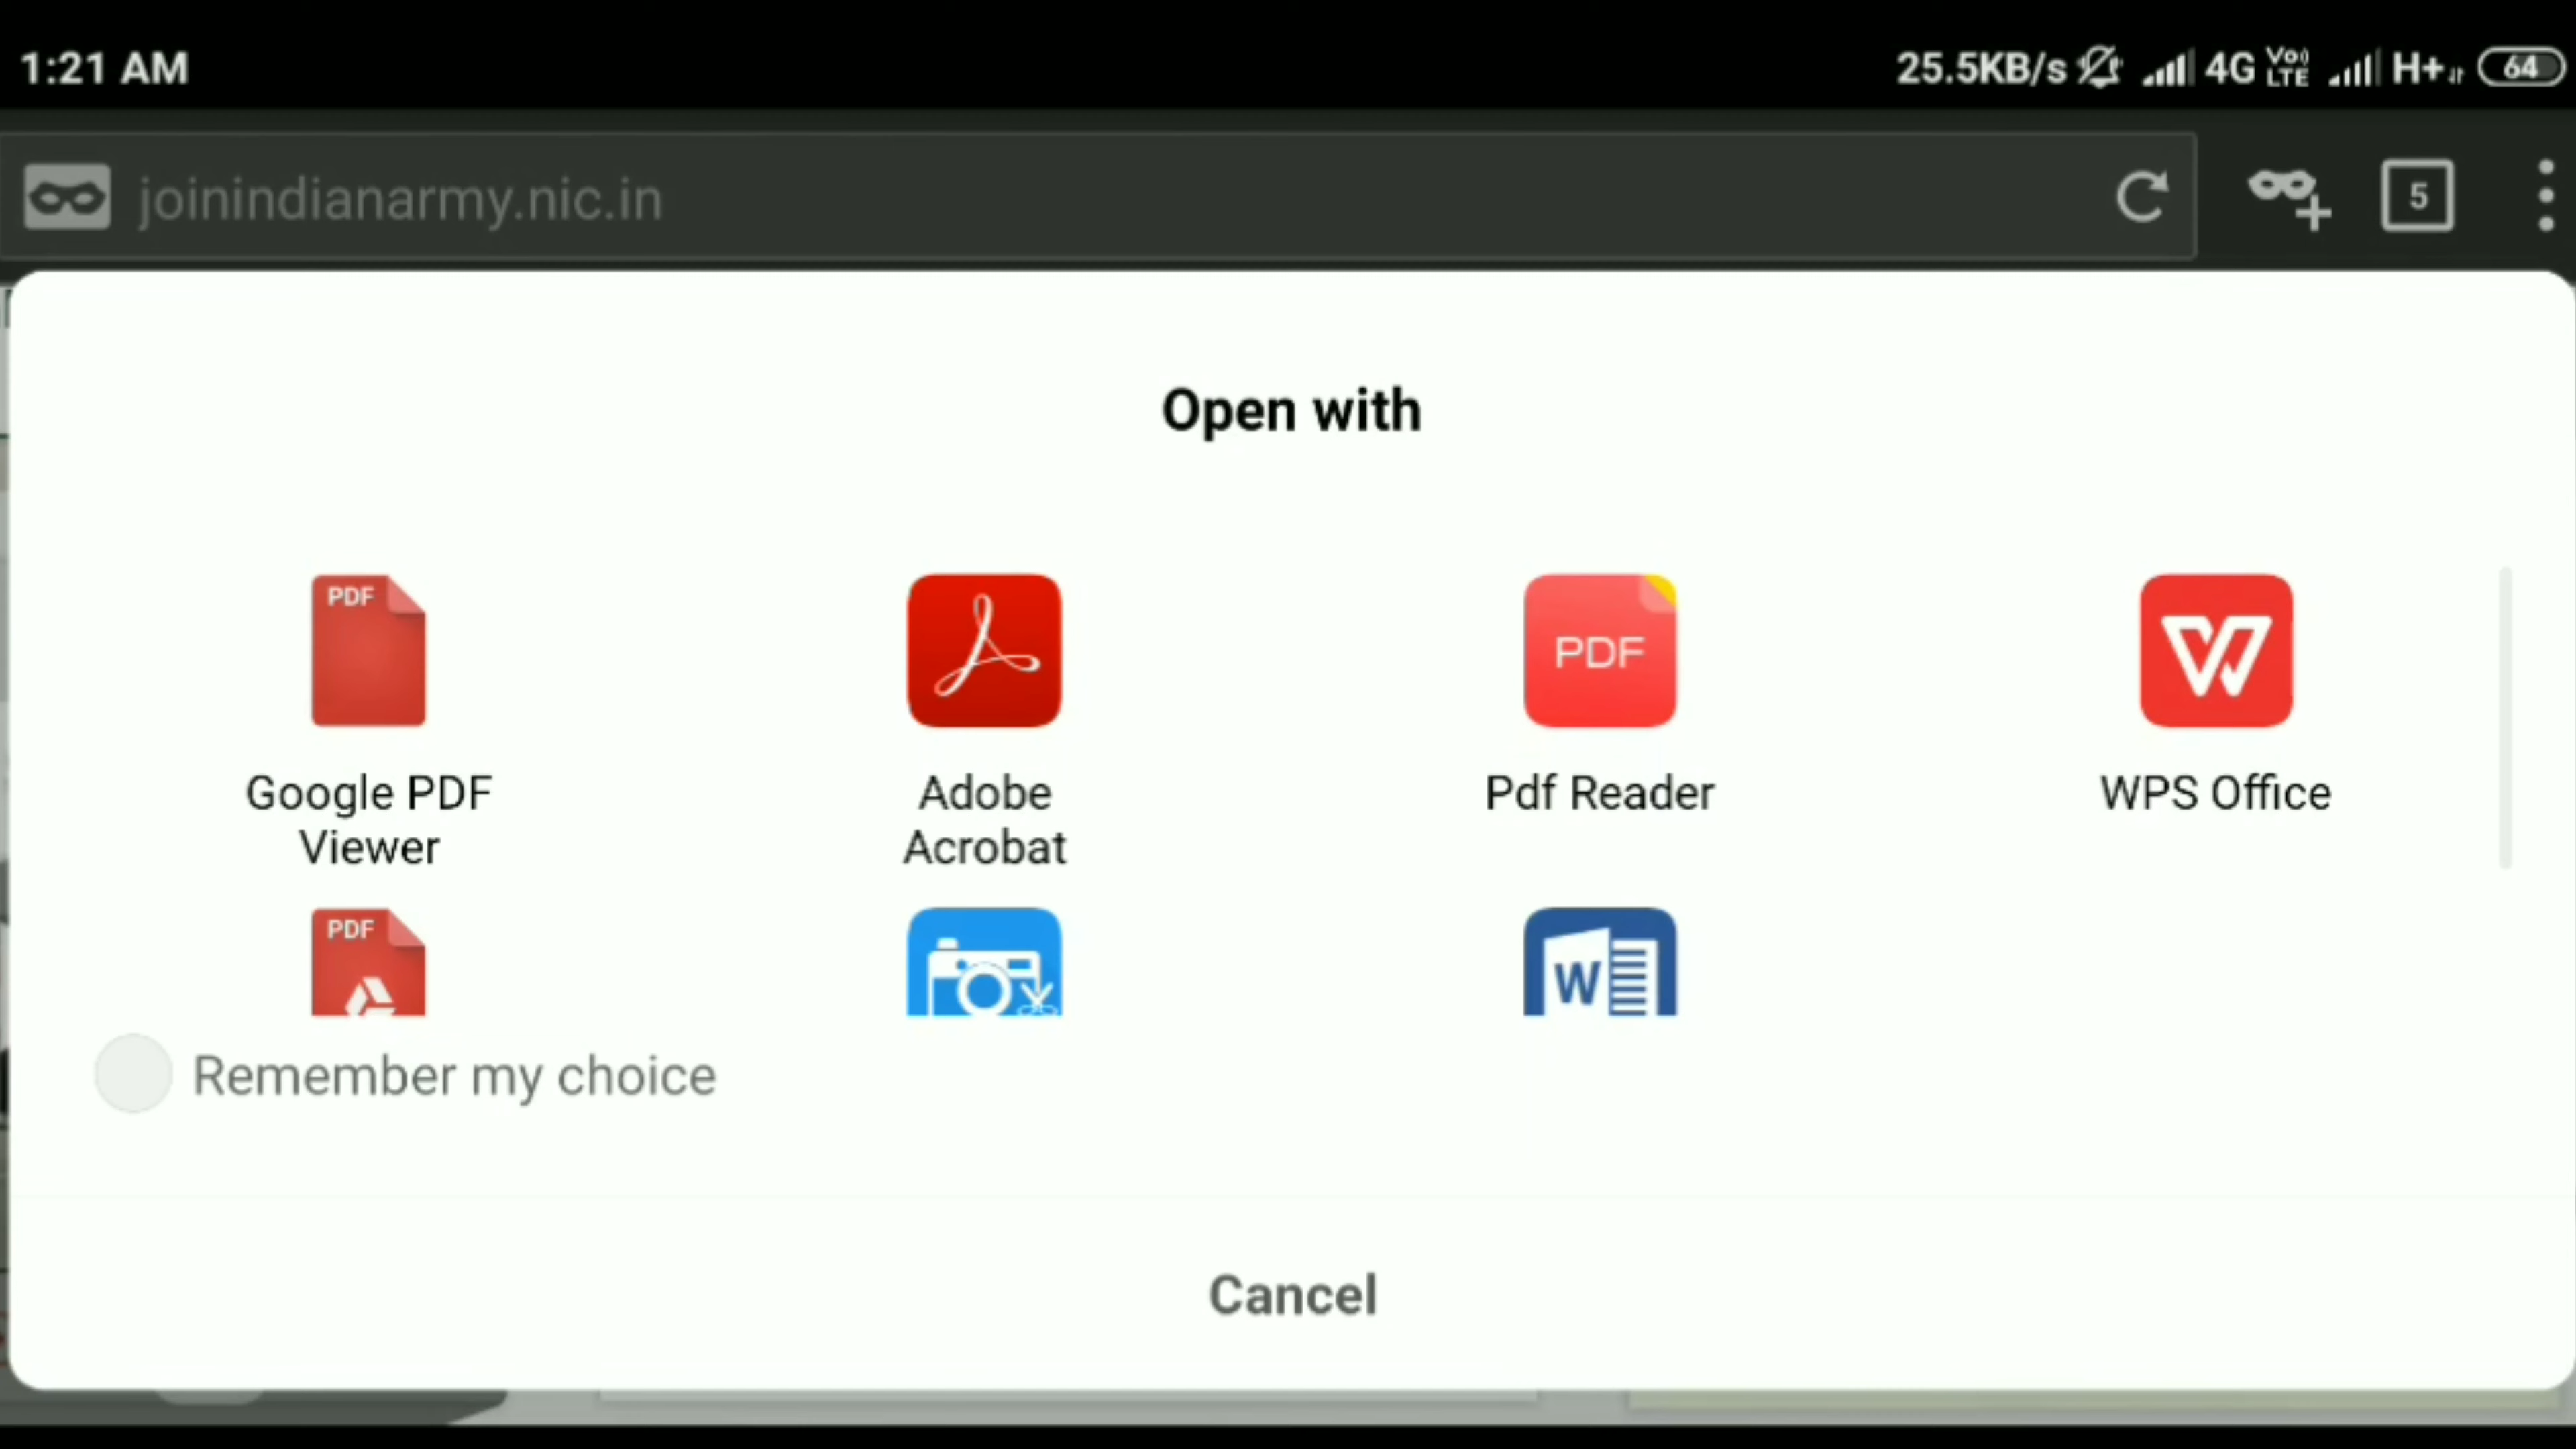 1:21 AM
25.5KB/s 4G VoLTE H+ 64
joinindianarmy.nic.in
5
Open with
PDF
PDF
Google PDF
Viewer
Adobe
Acrobat
Pdf Reader
WPS Office
PDF
W
Remember my choice
Cancel